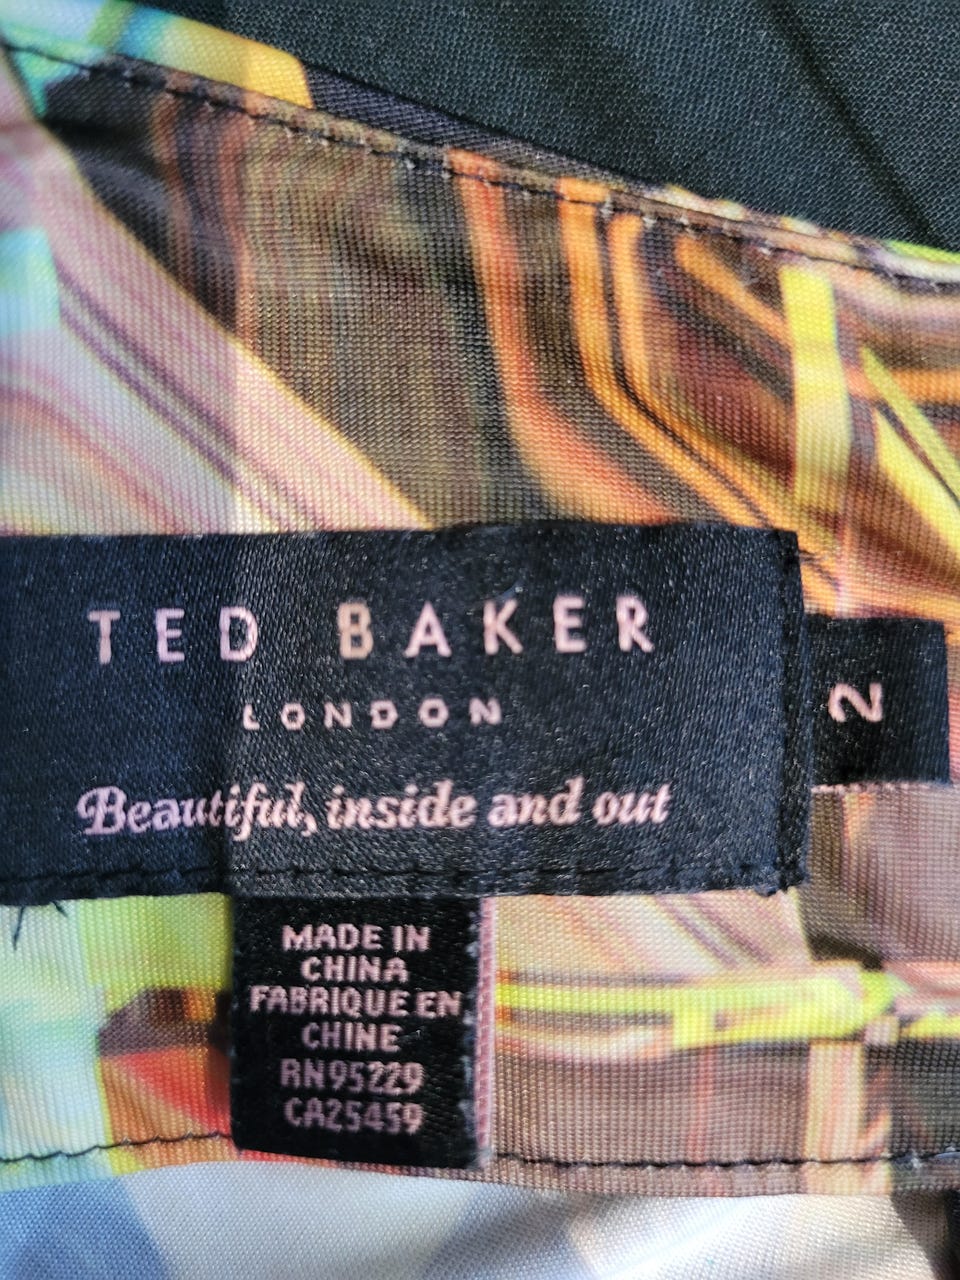 TED BAKER
LONDON
Beautiful, inside and out
2
MADE IN
CHINA
FABRIQUE EN
CHINE
RN95229
CA25459